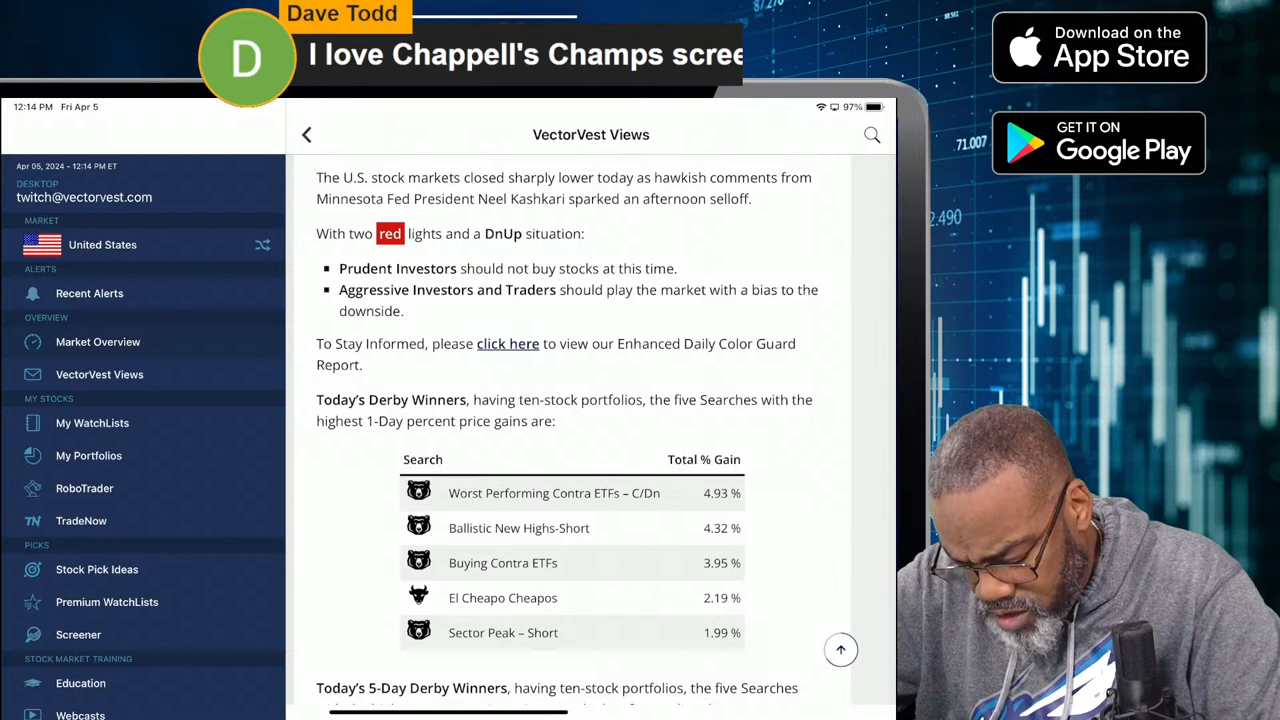 Dave Todd
D
I love Chappell's Champs scree
Download on the
App Store
GET IT ON
Google Play
87.270
71.007
2.490
12:14 PM Fri Apr 5
97%
Apr 05, 2024 - 12:14 PM ET
DESKTOP
twitch@vectorvest.com
MARKET
United States
ALERTS
Recent Alerts
OVERVIEW
Market Overview
VectorVest Views
MY STOCKS
My WatchLists
My Portfolios
RoboTrader
TN TradeNow
PICKS
Stock Pick Ideas
Premium WatchLists
Screener
STOCK MARKET TRAINING
Education
Webcasts
VectorVest Views
The U.S. stock markets closed sharply lower today as hawkish comments from
Minnesota Fed President Neel Kashkari sparked an afternoon selloff.
With two red lights and a DnUp situation:
▪ Prudent Investors should not buy stocks at this time.
▪ Aggressive Investors and Traders should play the market with a bias to the
downside.
To Stay Informed, please click here to view our Enhanced Daily Color Guard
Report.
Today's Derby Winners, having ten-stock portfolios, the five Searches with the
highest 1-Day percent price gains are:
Search Total % Gain
Worst Performing Contra ETFs – C/Dn 4.93 %
Ballistic New Highs-Short 4.32 %
Buying Contra ETFs 3.95 %
El Cheapo Cheapos 2.19 %
Sector Peak – Short 1.99 %
Today's 5-Day Derby Winners, having ten-stock portfolios, the five Searches